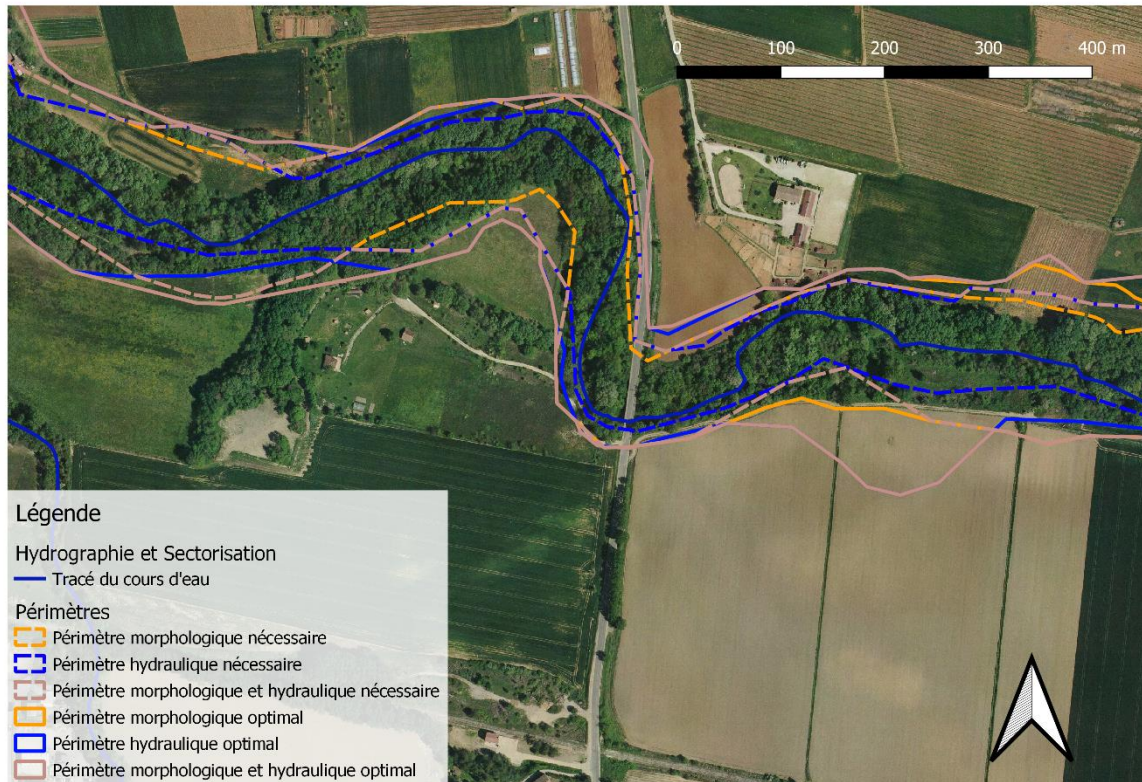 0 100 200 300 400 m
Légende
Hydrographie et Sectorisation
Tracé du cours d'eau
Périmètres
Périmètre morphologique nécessaire
Périmètre hydraulique nécessaire
Périmètre morphologique et hydraulique nécessaire
Périmètre morphologique optimal
Périmètre hydraulique optimal
Périmètre morphologique et hydraulique optimal